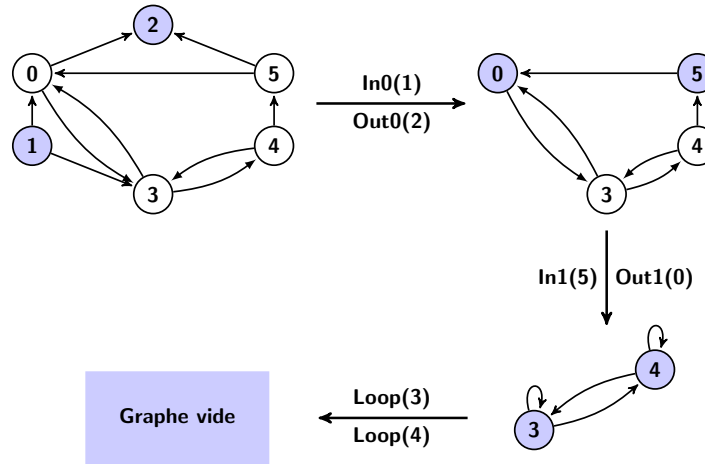 2
0
5
1
4
3
In0(1)
Out0(2)
0
5
4
3
In1(5)
Out1(0)
4
3
Loop(3)
Loop(4)
Graphe vide